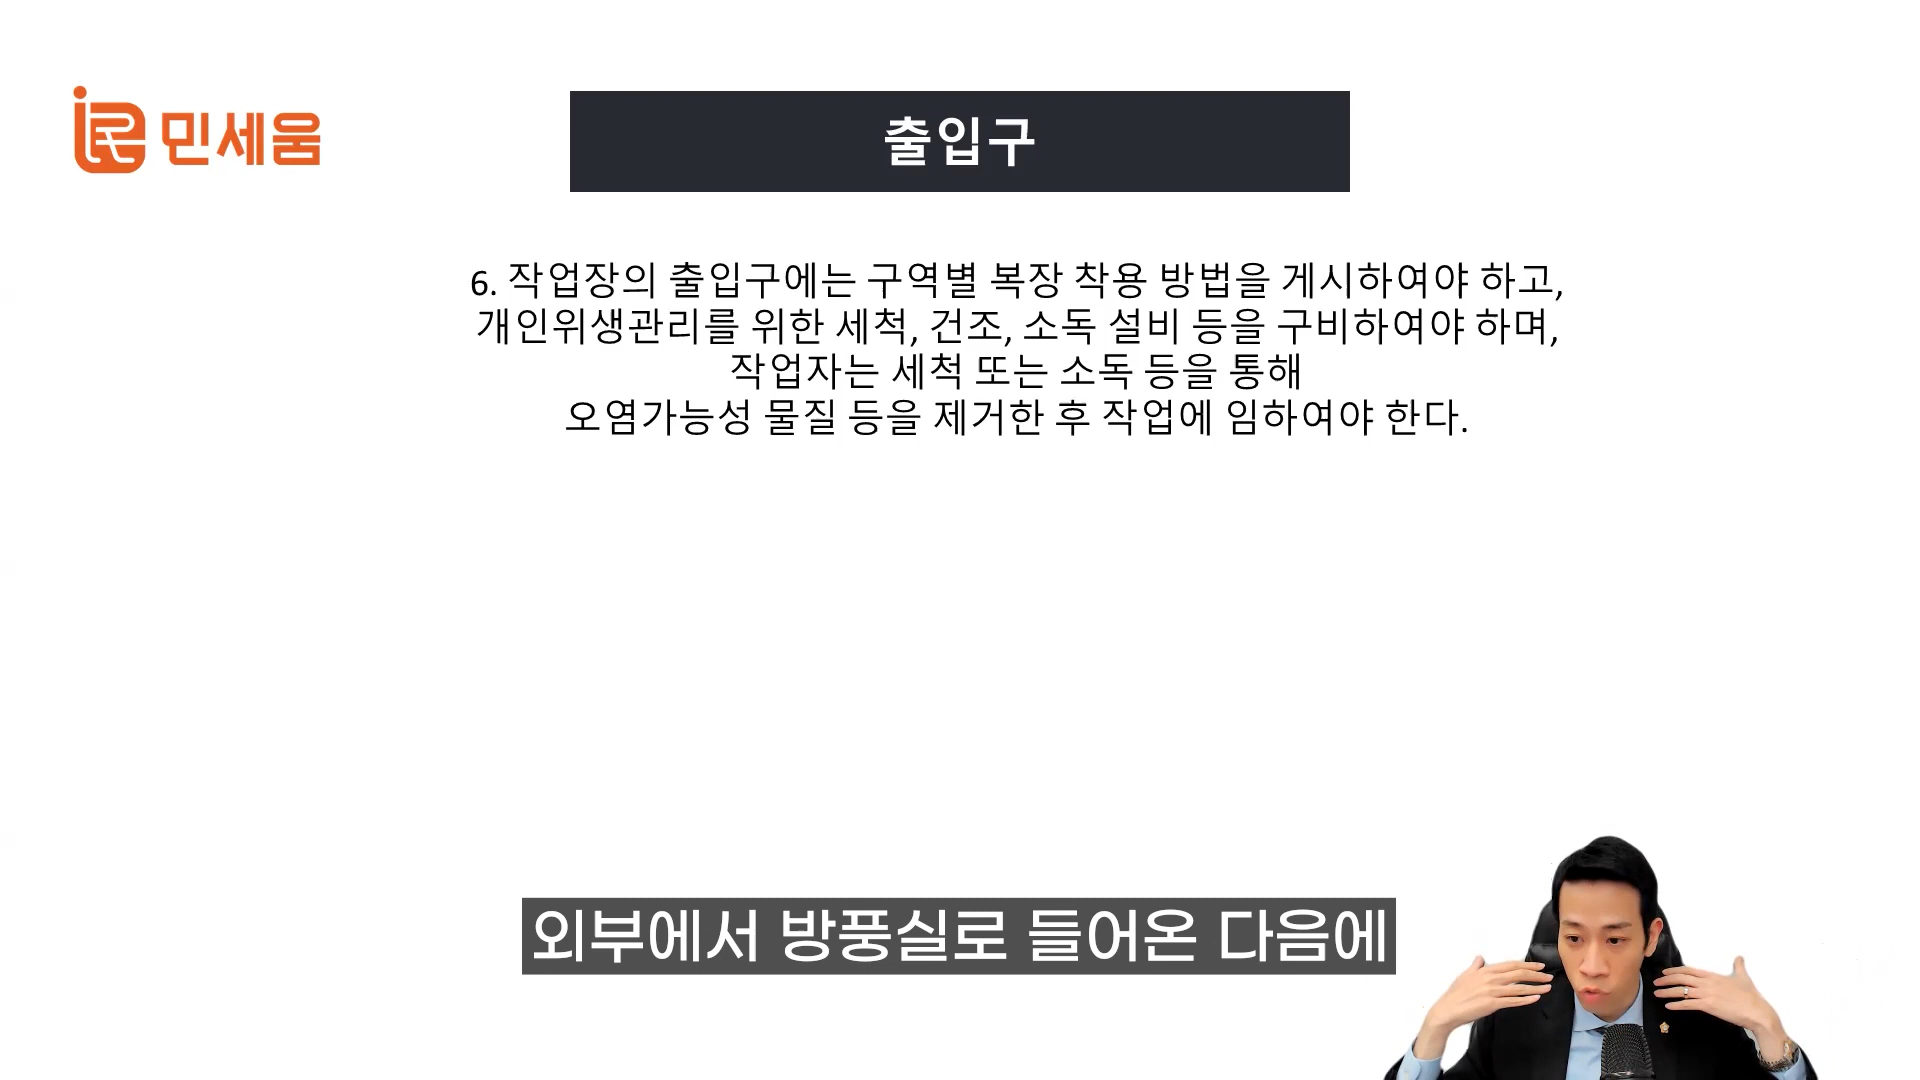 민세움
출입구
6. 작업장의 출입구에는 구역별 복장 착용 방법을 게시하여야 하고,
개인위생관리를 위한 세척, 건조, 소독 설비 등을 구비하여야 하며,
작업자는 세척 또는 소독 등을 통해
오염가능성 물질 등을 제거한 후 작업에 임하여야 한다.
외부에서 방풍실로 들어온 다음에